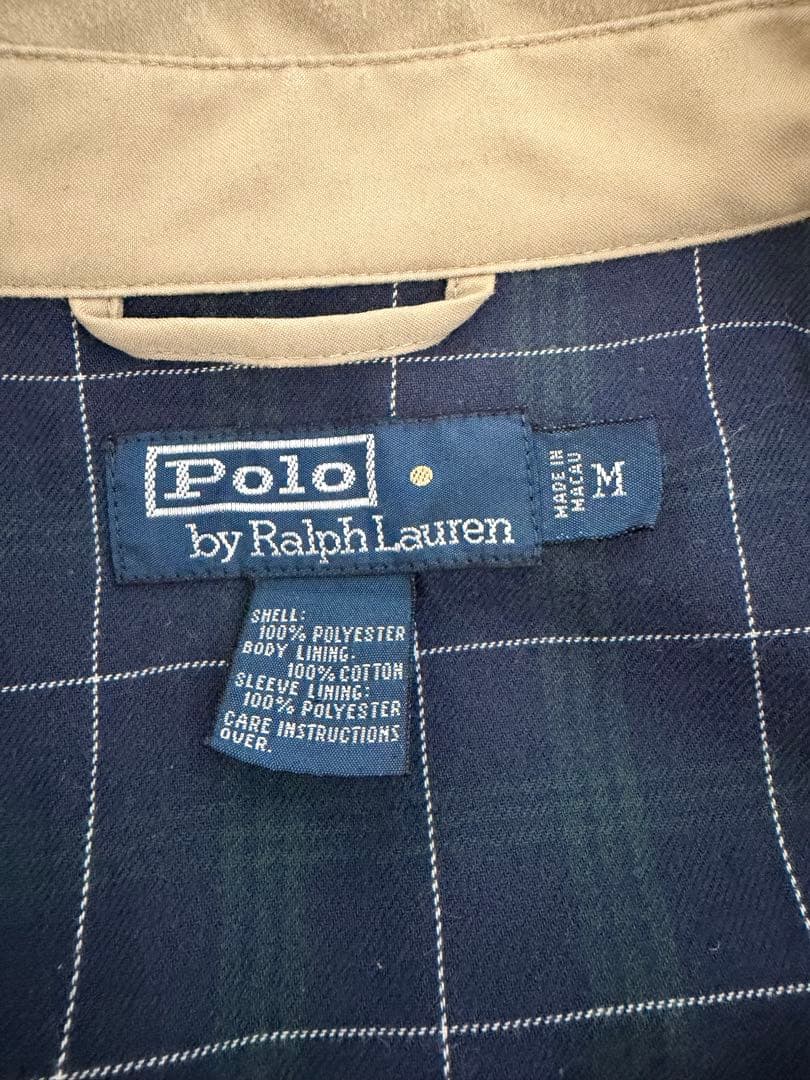 Polo
by Ralph Lauren
MADE IN
MACAU
M
SHELL:
100% POLYESTER
BODY LINING:
100% COTTON
SLEEVE LINING:
100% POLYESTER
CARE INSTRUCTIONS
OVER.